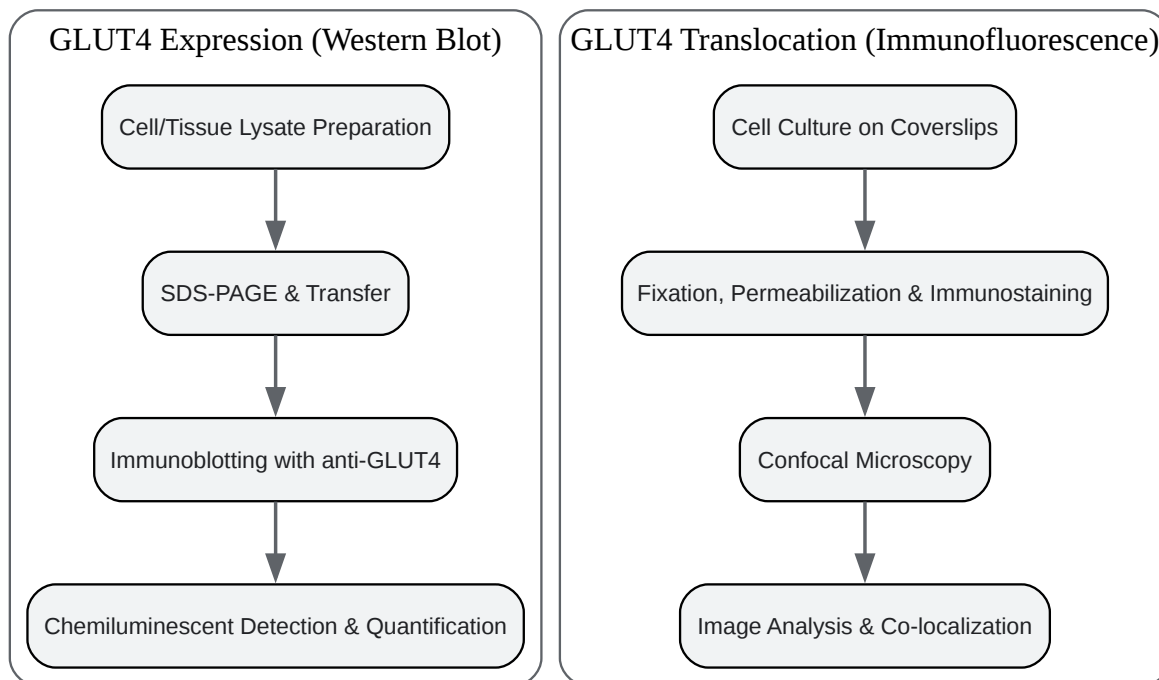 GLUT4 Expression (Western Blot)
Cell/Tissue Lysate Preparation
SDS-PAGE & Transfer
Immunoblotting with anti-GLUT4
Chemiluminescent Detection & Quantification
GLUT4 Translocation (Immunofluorescence)
Cell Culture on Coverslips
Fixation, Permeabilization & Immunostaining
Confocal Microscopy
Image Analysis & Co-localization